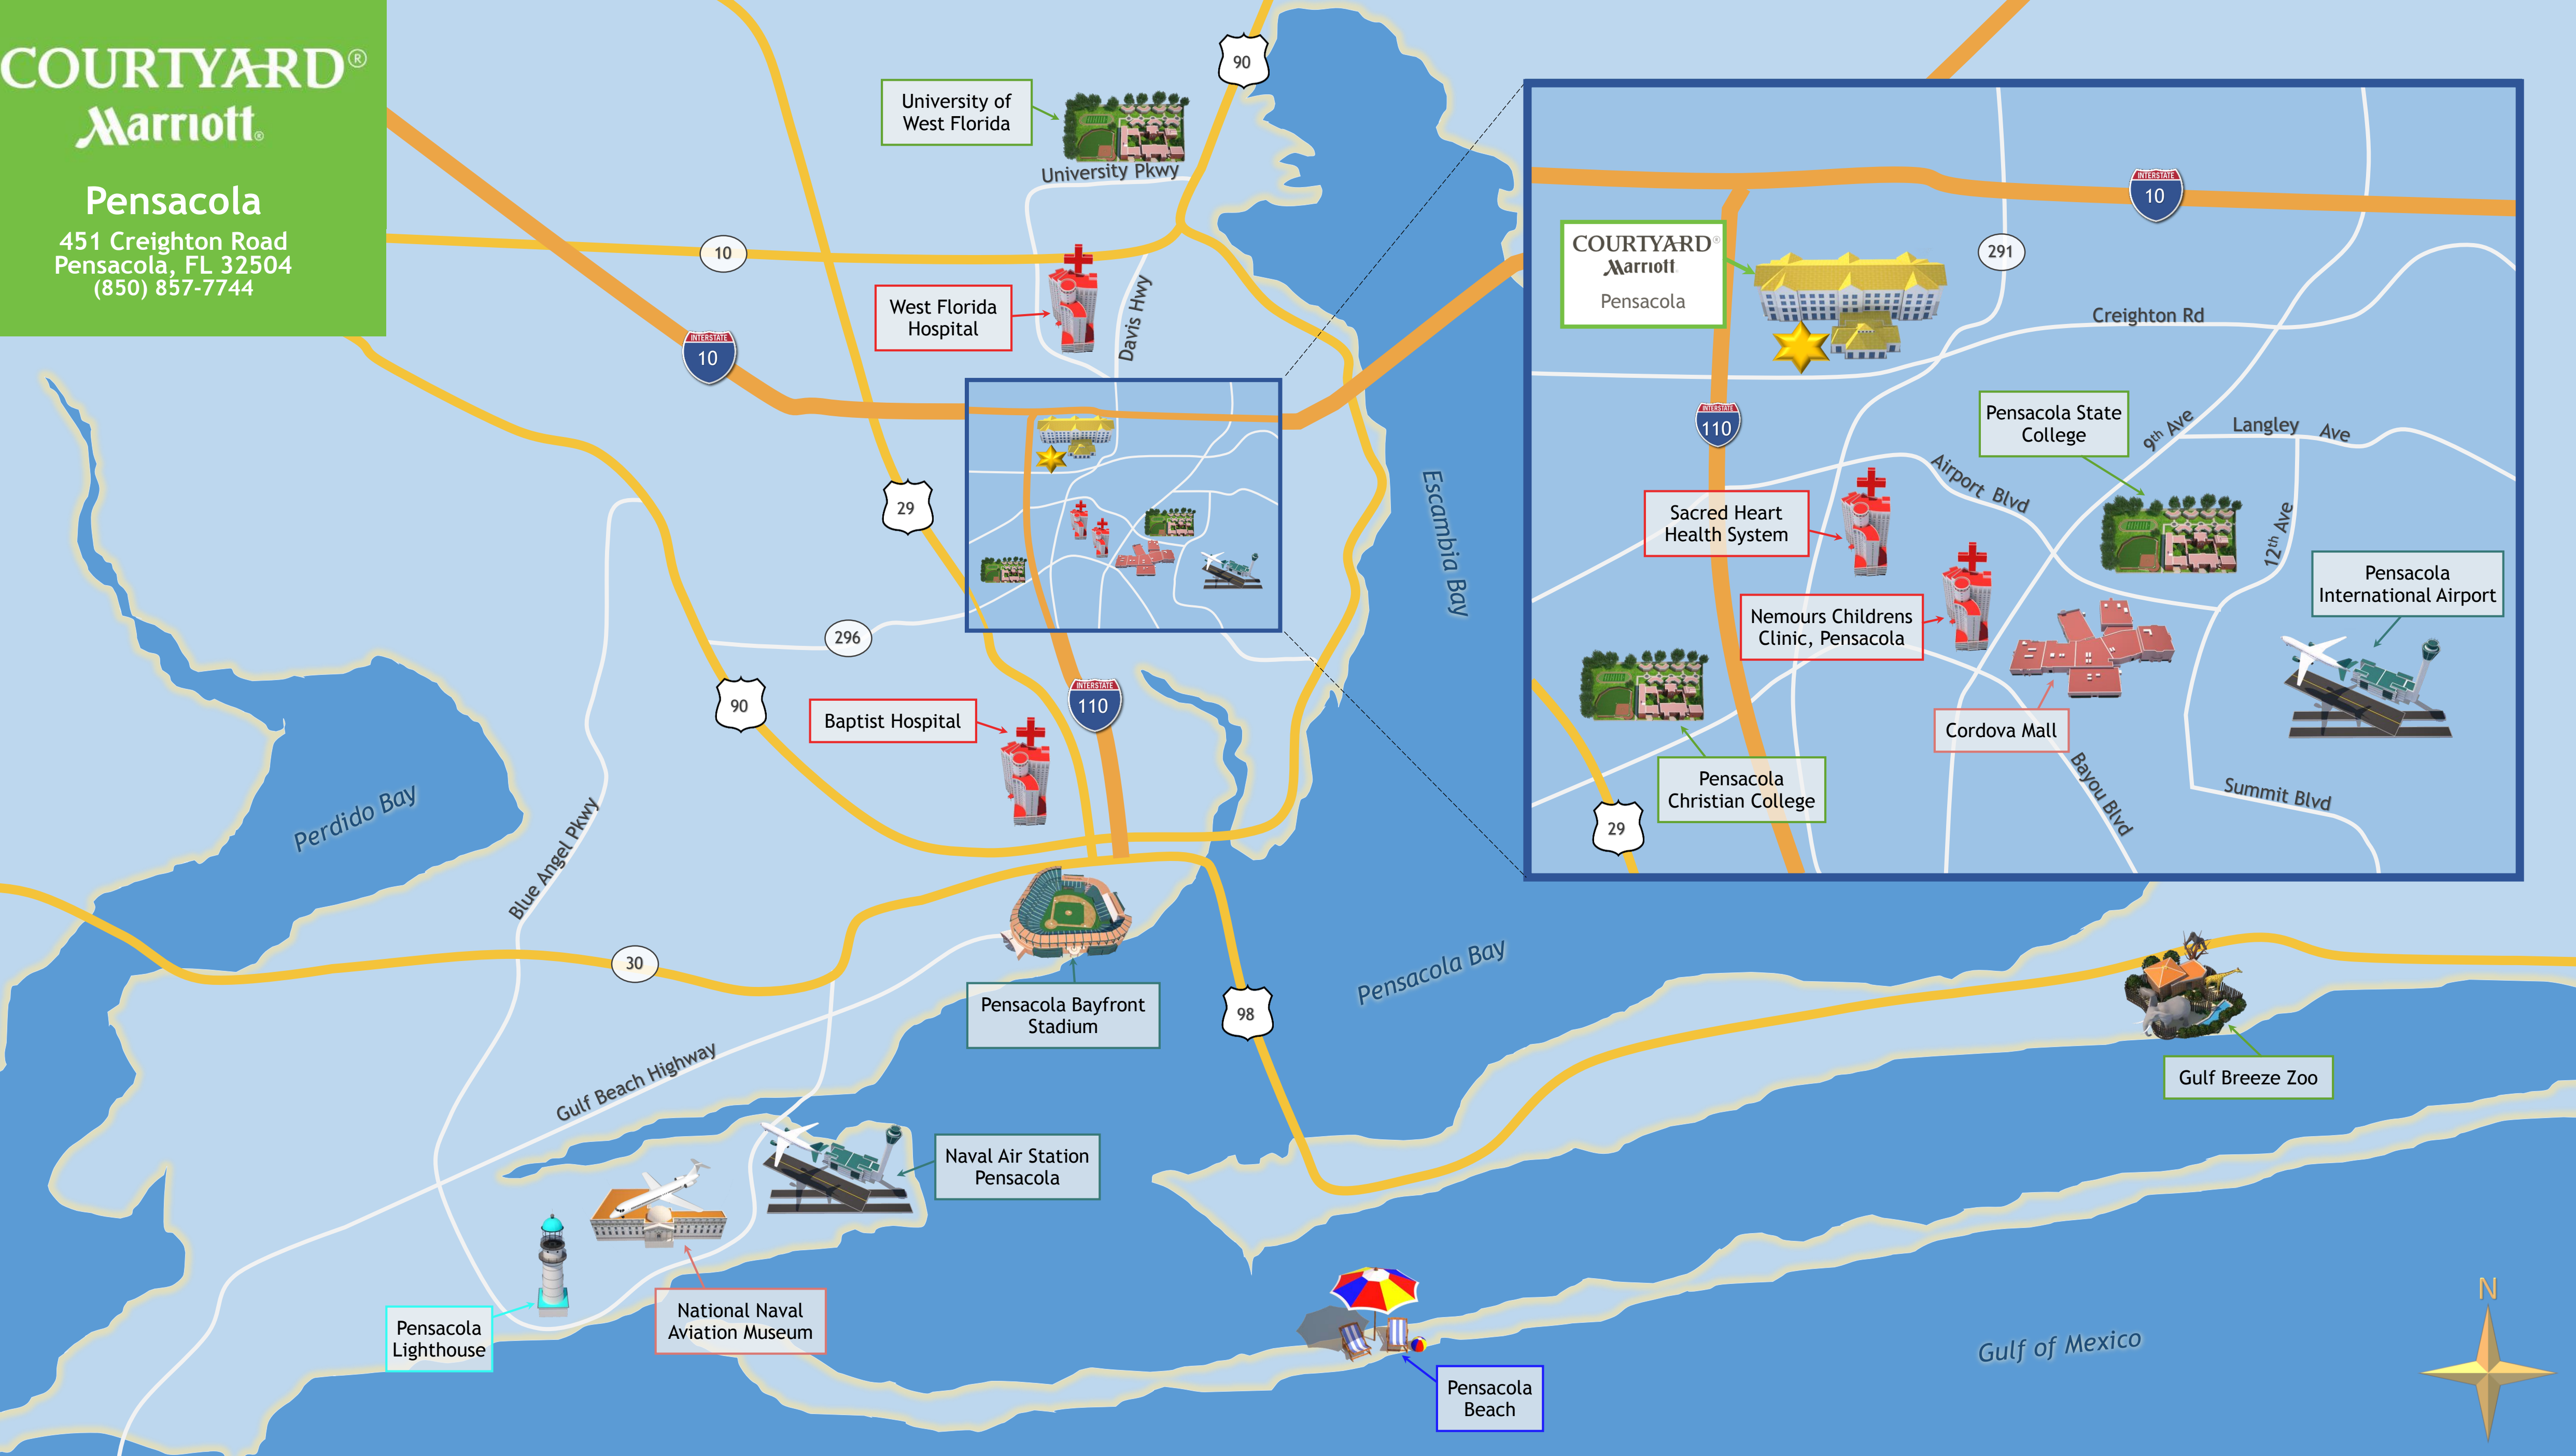 COURTYARD®
Marriott®
Pensacola
451 Creighton Road
Pensacola, FL 32504
(850) 857-7744
90
University of
West Florida
University Pkwy
10
West Florida
Hospital
Davis Hwy
INTERSTATE
10
29
296
90
Baptist Hospital
INTERSTATE
110
Escambia Bay
Perdido Bay
Blue Angel Pkwy
30
Pensacola Bayfront
Stadium
98
Pensacola Bay
Gulf Beach Highway
Naval Air Station
Pensacola
National Naval
Aviation Museum
Pensacola
Lighthouse
Pensacola
Beach
Gulf Breeze Zoo
Gulf of Mexico
N
INTERSTATE
10
COURTYARD®
Marriott
Pensacola
291
Creighton Rd
INTERSTATE
110
Pensacola State
College
9th Ave
Langley Ave
Airport Blvd
Sacred Heart
Health System
12th Ave
Pensacola
International Airport
Nemours Childrens
Clinic, Pensacola
Cordova Mall
Pensacola
Christian College
Bayou Blvd
Summit Blvd
29